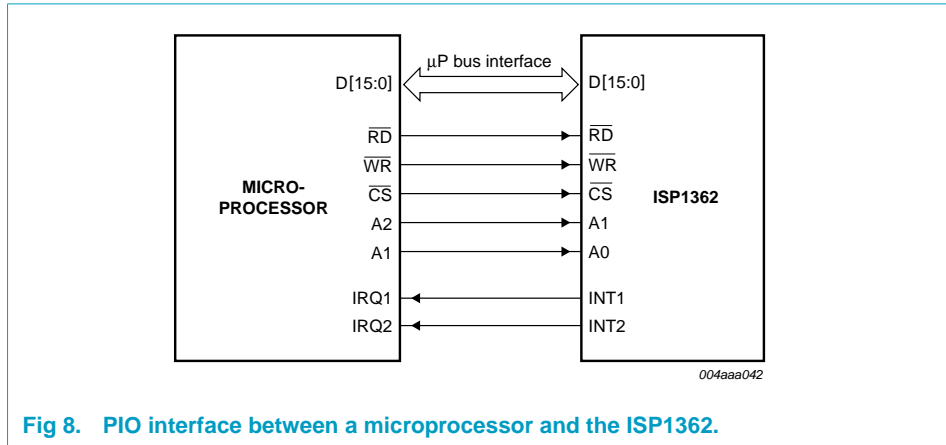 µP bus interface
D[15:0] D[15:0]
RD RD
WR WR
MICRO-
PROCESSOR
CS CS
ISP1362
A2 A1
A1 A0
IRQ1 INT1
IRQ2 INT2
004aaa042
Fig 8. PIO interface between a microprocessor and the ISP1362.